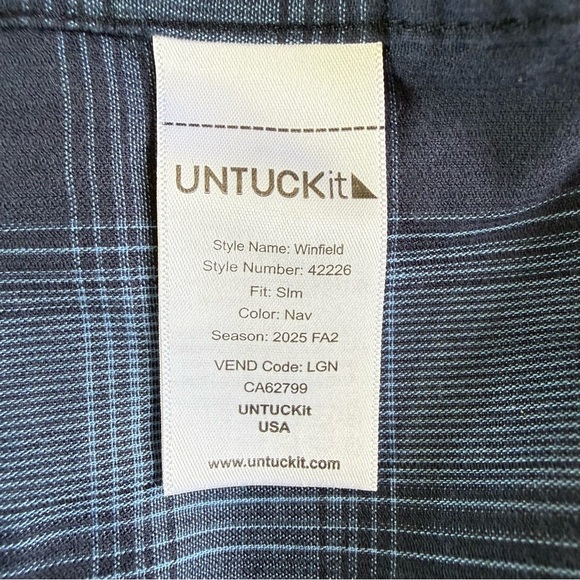 UNTUCKit
Style Name: Winfield
Style Number: 42226
Fit: Slm
Color: Nav
Season: 2025 FA2
VEND Code: LGN
CA62799
UNTUCKit
USA
www.untuckit.com